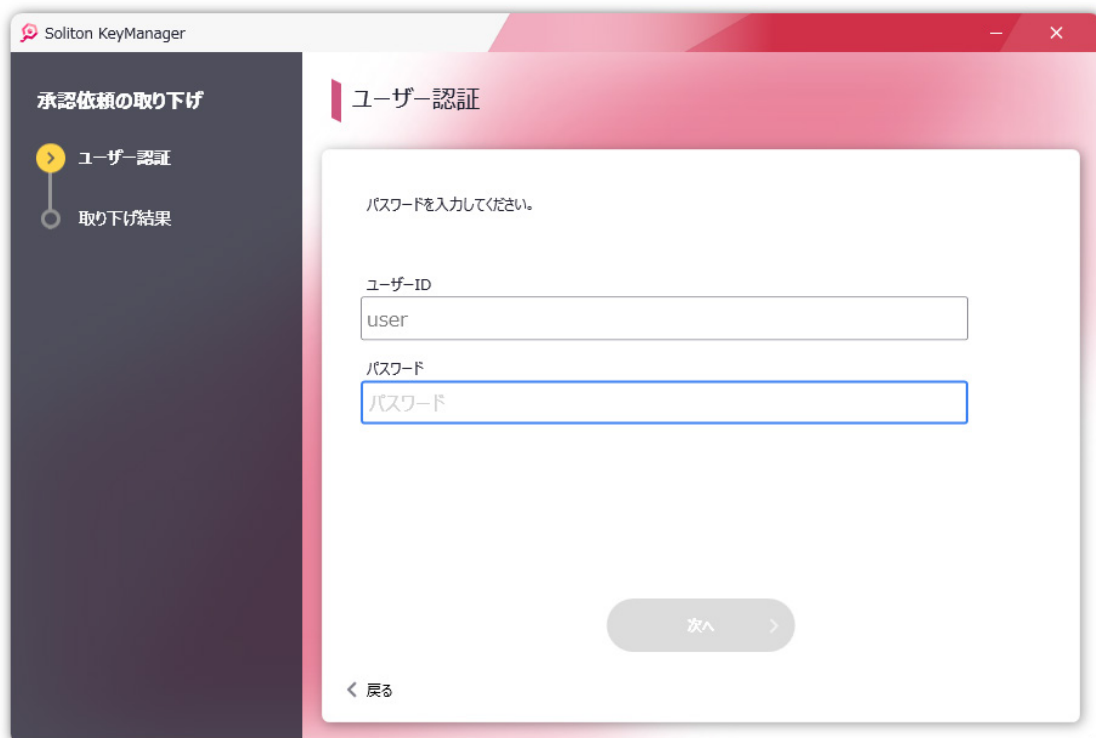 Soliton KeyManager
承認依頼の取り下げ
ユーザー認証
取り下げ結果
ユーザー認証
パスワードを入力してください。
ユーザーID
user
パスワード
パスワード
次へ
戻る